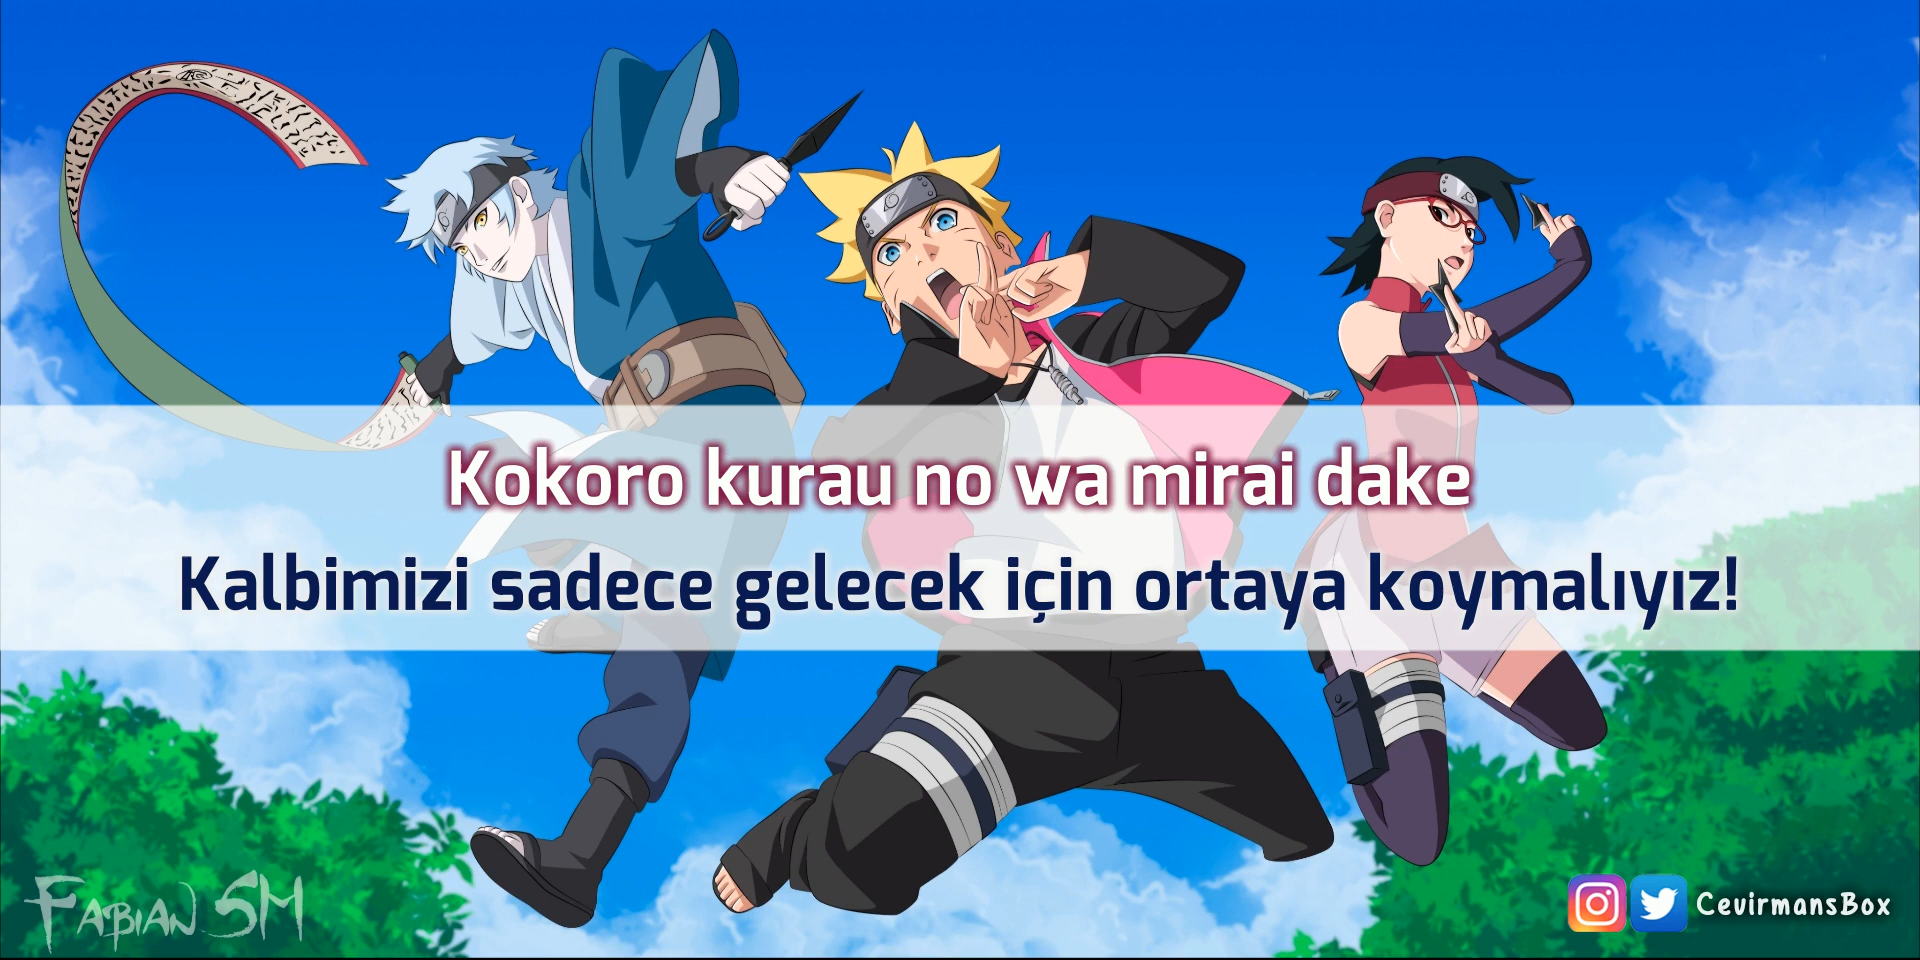 Kokoro kurau no wa mirai dake
Kalbimizi sadece gelecek için ortaya koymalıyız!
FABIAN SM
CevirmansBox